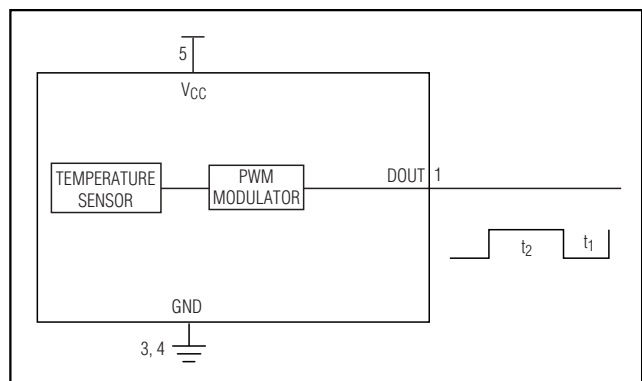 5
VCC
TEMPERATURE
SENSOR
PWM
MODULATOR
DOUT 1
t2
t1
GND
3, 4